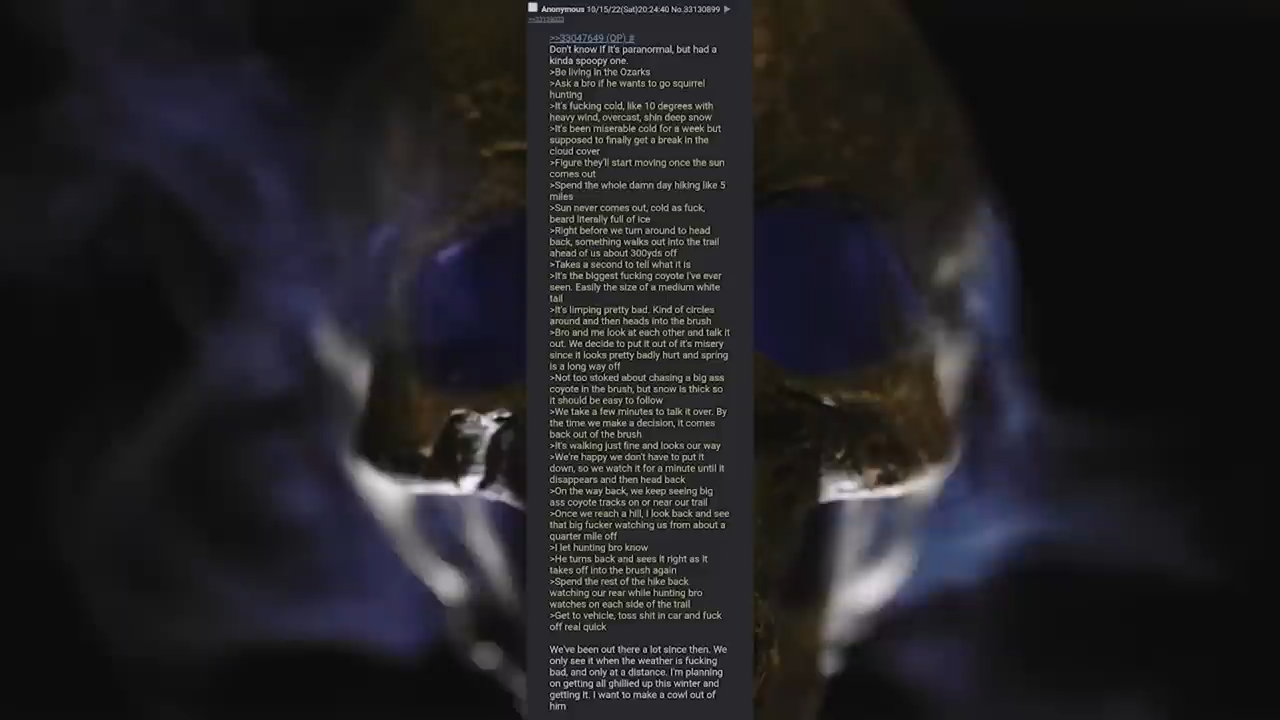 Anonymous 10/15/22(Sat)20:24:40 No.33130899 ▶
>>33047649 (OP) #
Don't know if it's paranormal, but had a
kinda spoopy one.
>Be living in the Ozarks
>Ask a bro if he wants to go squirrel
hunting
>It's fucking cold, like 10 degrees with
heavy wind, overcast, shin deep snow
>It's been miserable cold for a week but
supposed to finally get a break in the
cloud cover
>Figure they'll start moving once the sun
comes out
>Spend the whole damn day hiking like 5
miles
>Sun never comes out, cold as fuck,
beard literally full of ice
>Right before we turn around to head
back, something walks out into the trail
ahead of us about 300yds off
>Takes a second to tell what it is
>It's the biggest fucking coyote I've ever
seen. Easily the size of a medium white
tail
>It's limping pretty bad. Kind of circles
around and then heads into the brush
>Bro and me look at each other and talk it
out. We decide to put it out of it's misery
since it looks pretty badly hurt and spring
is a long way off
>Not too stoked about chasing a big ass
coyote in the brush, but snow is thick so
it should be easy to follow
>We take a few minutes to talk it over. By
the time we make a decision, it comes
back out of the brush
>It's walking just fine and looks our way
>We're happy we don't have to put it
down, so we watch it for a minute until it
disappears and then head back
>On the way back, we keep seeing big
ass coyote tracks on or near our trail
>Once we reach a hill, I look back and see
that big fucker watching us from about a
quarter mile off
>I let hunting bro know
>He turns back and sees it right as it
takes off into the brush again
>Spend the rest of the hike back
watching our rear while hunting bro
watches on each side of the trail
>Get to vehicle, toss shit in car and fuck
off real quick
We've been out there a lot since then. We
only see it when the weather is fucking
bad, and only at a distance. I'm planning
on getting all ghillied up this winter and
getting it. I want to make a cowl out of
him